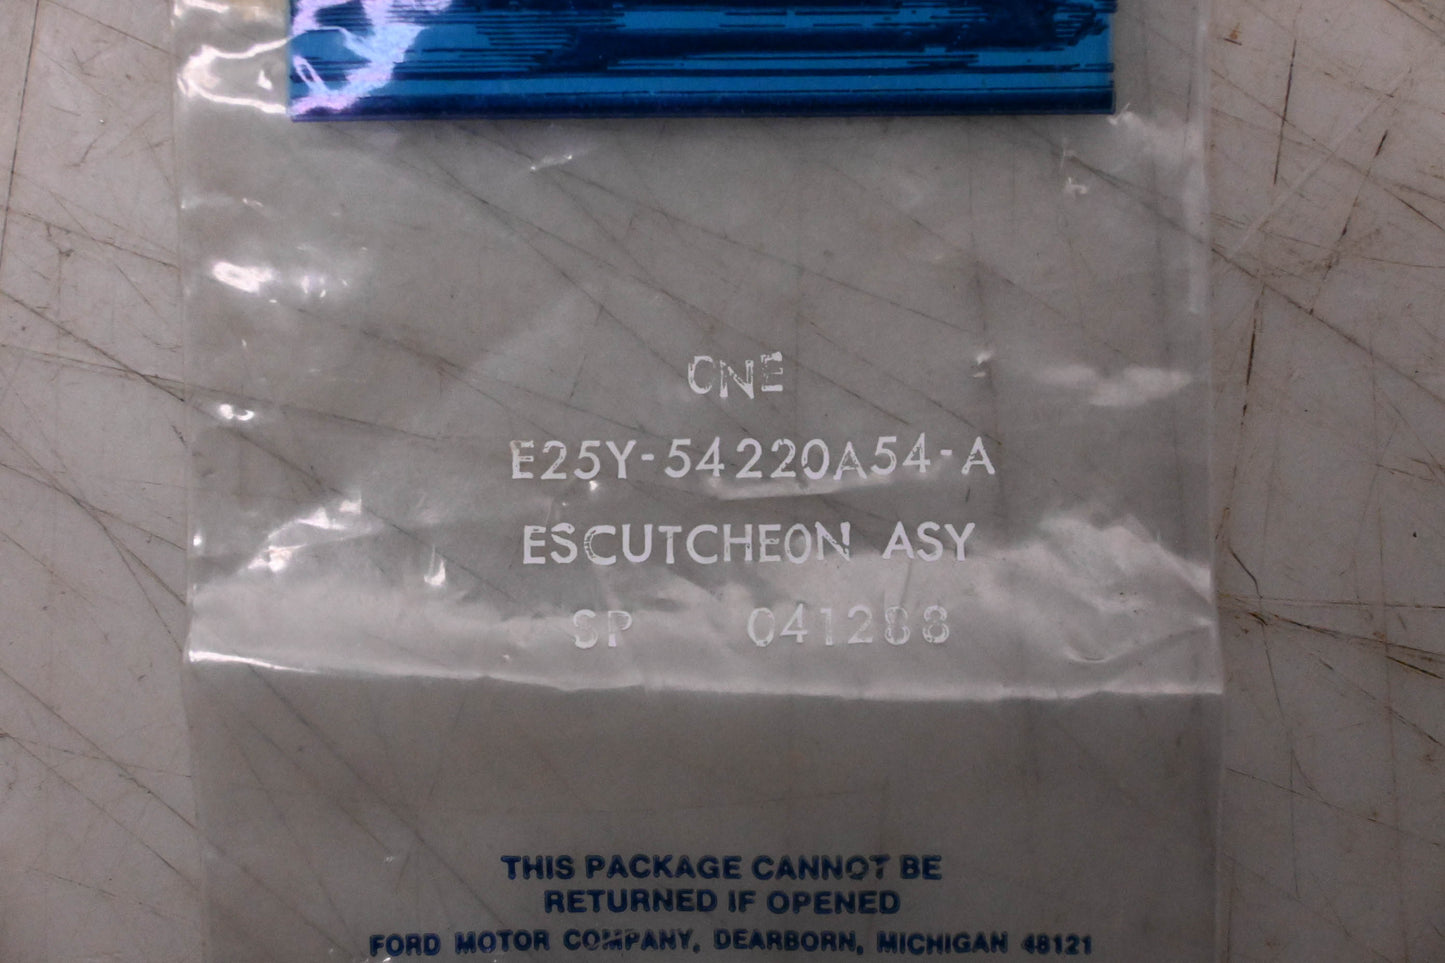 ONE
E25Y-54220A54-A
ESCUTCHEON ASY
SP 041288
THIS PACKAGE CANNOT BE
RETURNED IF OPENED
FORD MOTOR COMPANY, DEARBORN, MICHIGAN 48121